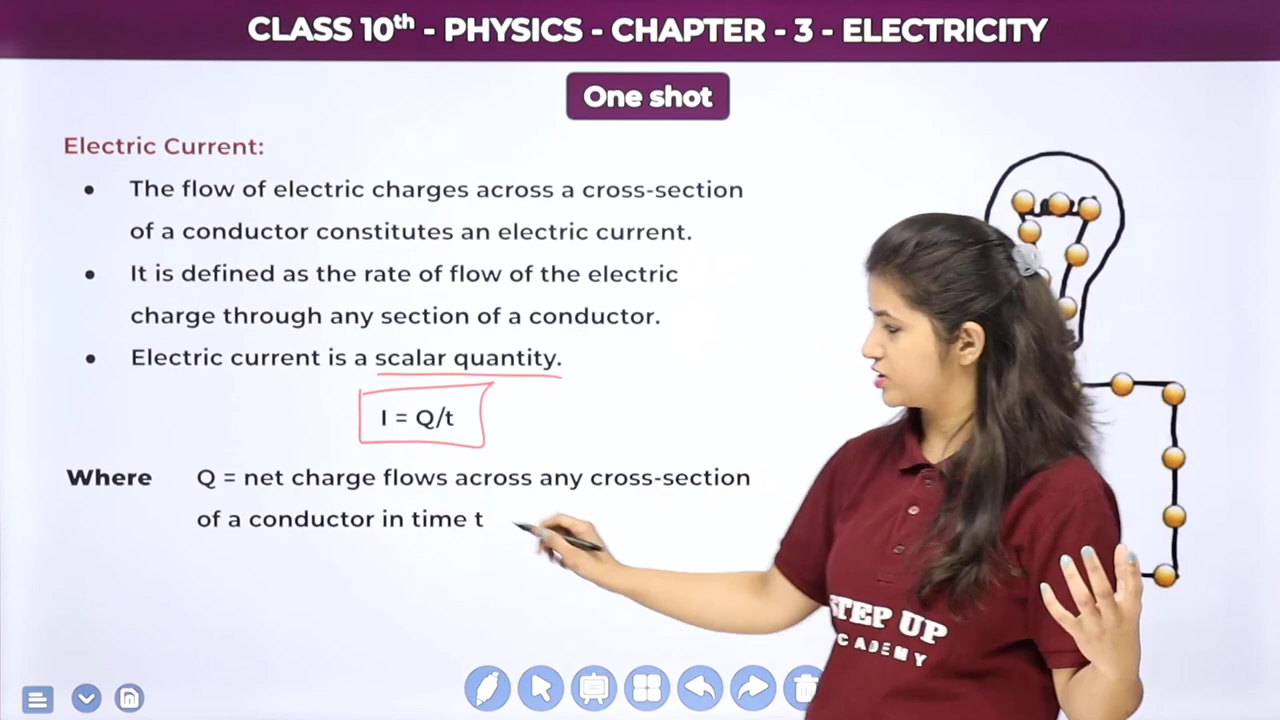 CLASS 10th - PHYSICS - CHAPTER - 3 - ELECTRICITY
One shot
Electric Current:
• The flow of electric charges across a cross-section
of a conductor constitutes an electric current.
• It is defined as the rate of flow of the electric
charge through any section of a conductor.
• Electric current is a scalar quantity.
I = Q/t
Where Q = net charge flows across any cross-section
of a conductor in time t
STEP UP
ACADEMY